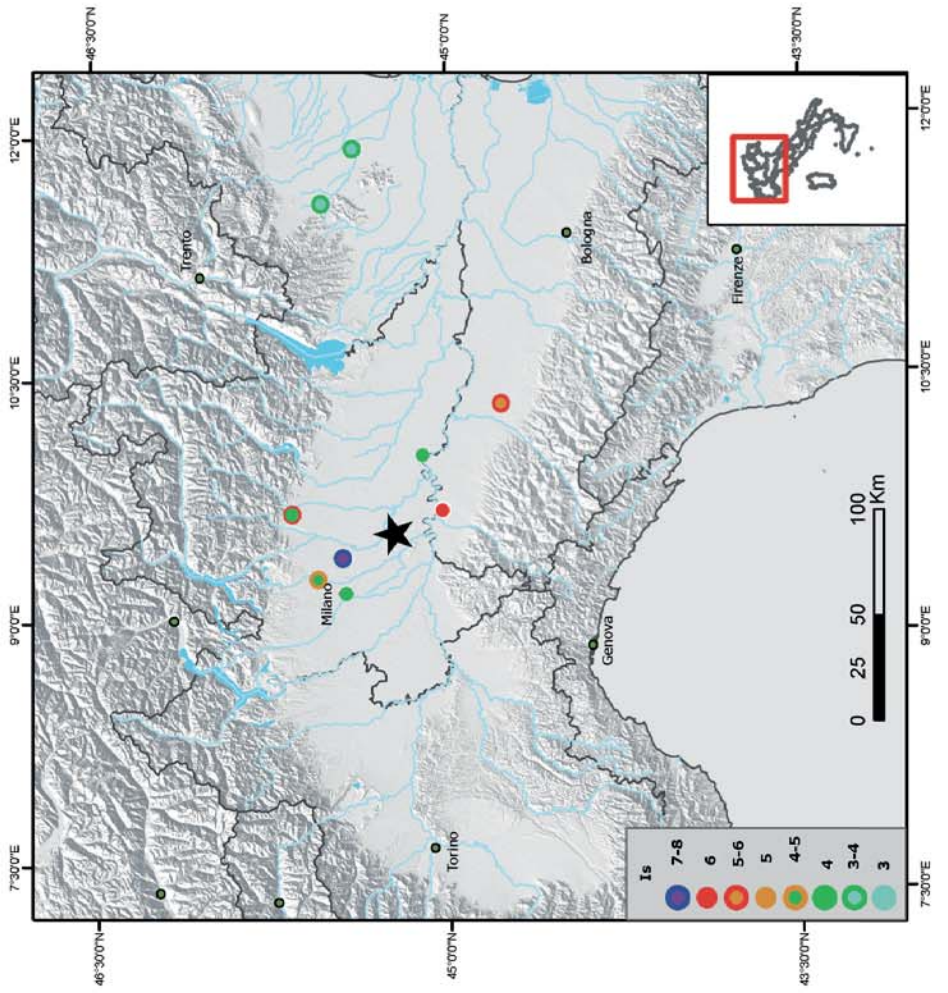 7°30'0"E
9°0'0"E
10°30'0"E
12°0'0"E
46°30'0"N
46°30'0"N
Trento
Milano
45°0'0"N
45°0'0"N
Torino
Bologna
Genova
Firenze
43°30'0"N
43°30'0"N
Is
7-8
6
5-6
5
4-5
4
3-4
3
0 25 50 100
Km
7°30'0"E
9°0'0"E
10°30'0"E
12°0'0"E